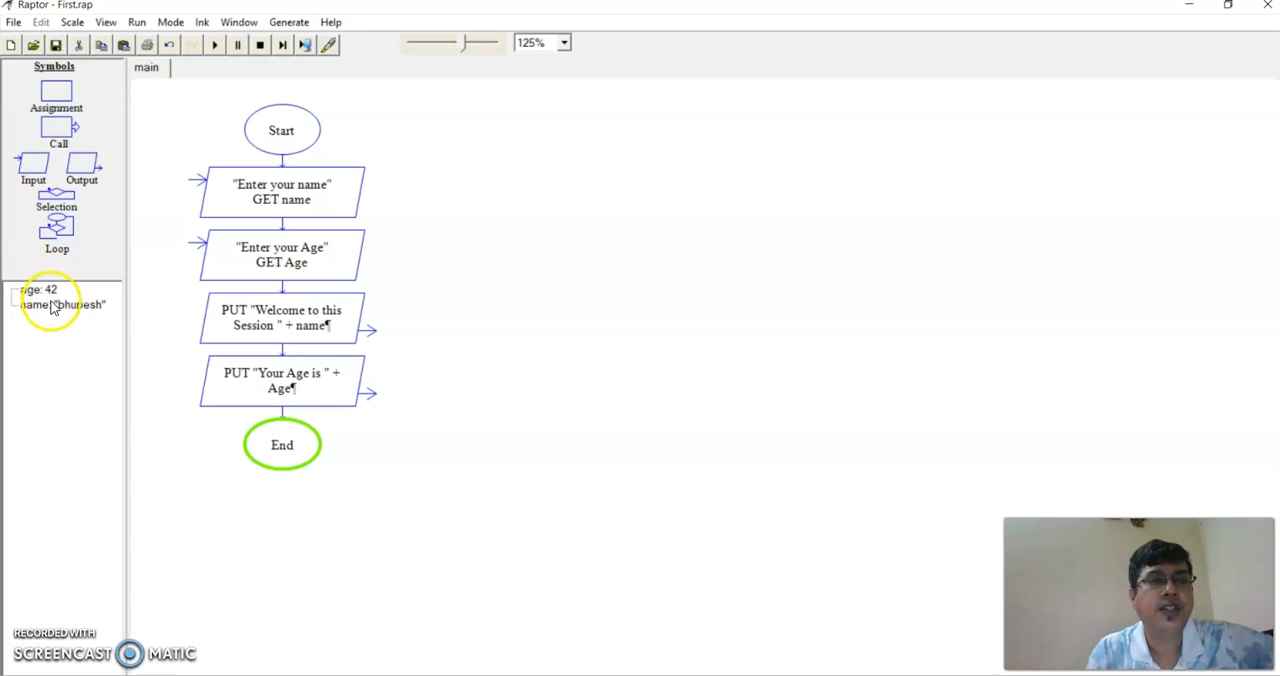 Raptor - First.rap
File Edit Scale View Run Mode Ink Window Generate Help
125%
Symbols
main
Assignment
Call
Input Output
Selection
Loop
Start
"Enter your name"
GET name
"Enter your Age"
GET Age
PUT "Welcome to this
Session " + name¶
PUT "Your Age is " +
Age¶
End
age: 42
name: "bhupesh"
RECORDED WITH
SCREENCAST MATIC